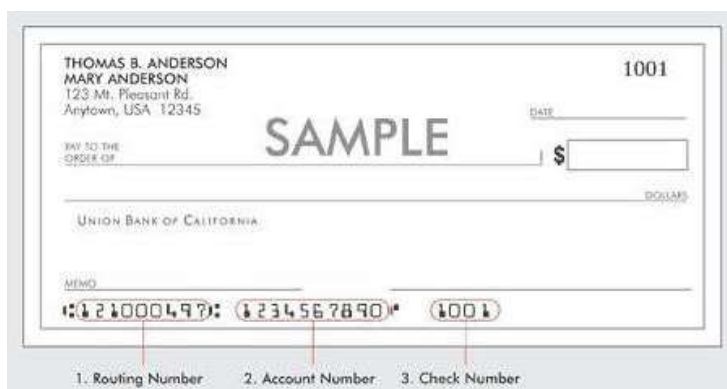 THOMAS B. ANDERSON
MARY ANDERSON
123 Mt. Pleasant Rd.
Anytown, USA 12345
1001
DATE
SAMPLE
PAY TO THE
ORDER OF
$
DOLLARS
UNION BANK OF CALIFORNIA
MEMO
⑆121000497⑆ 1234567890⑈ 1001
1. Routing Number 2. Account Number 3. Check Number